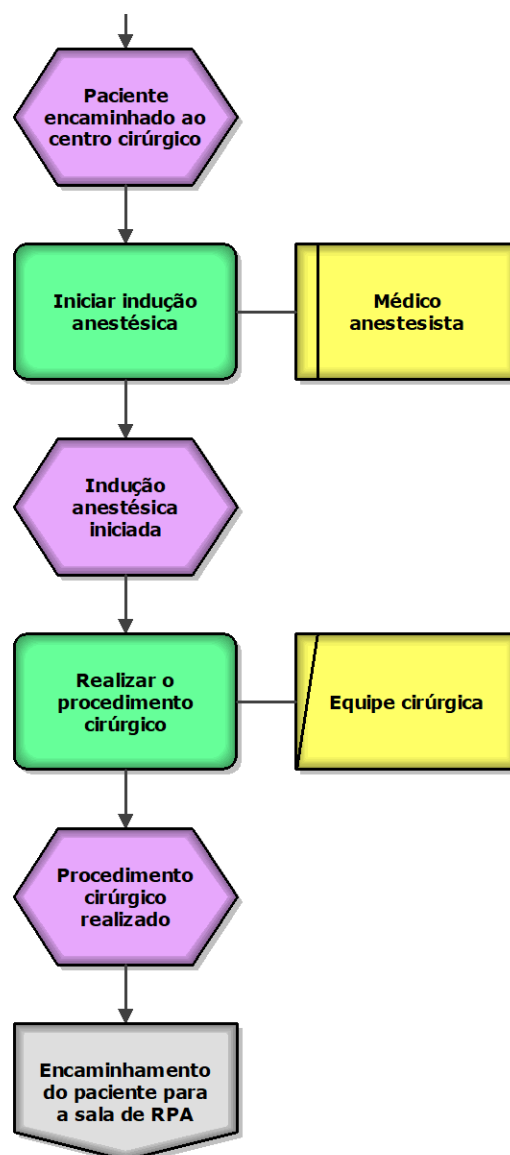 Paciente
encaminhado ao
centro cirúrgico
Iniciar indução
anestésica
Médico
anestesista
Indução
anestésica
iniciada
Realizar o
procedimento
cirúrgico
Equipe cirúrgica
Procedimento
cirúrgico
realizado
Encaminhamento
do paciente para
a sala de RPA